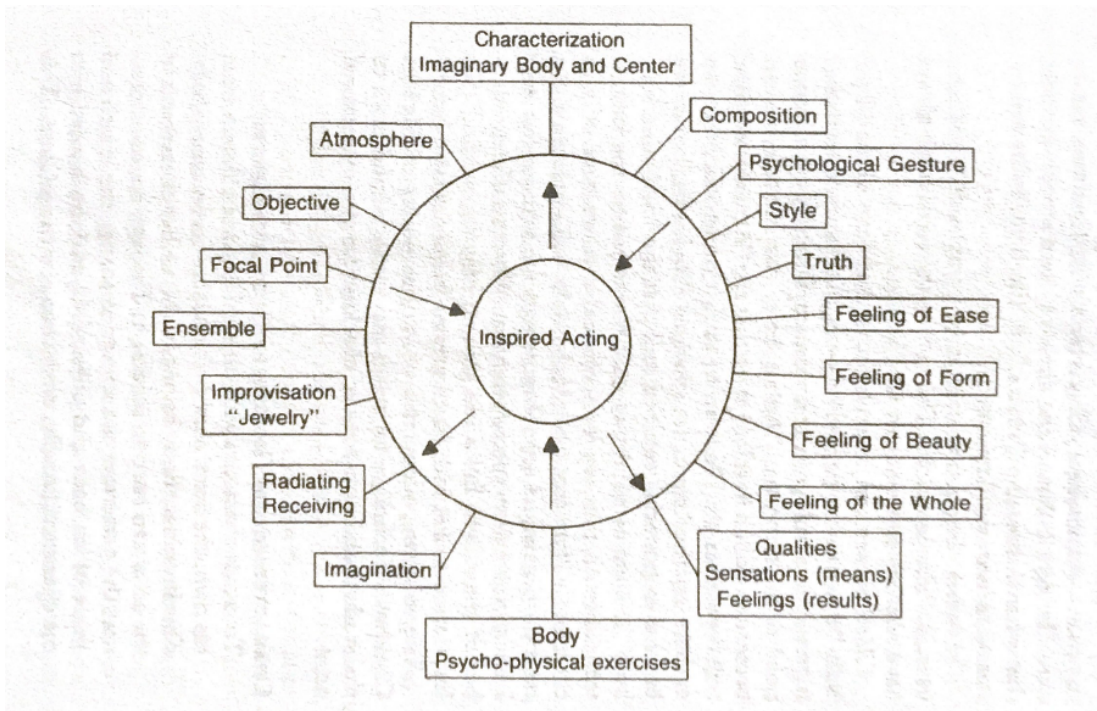 Characterization
Imaginary Body and Center
Composition
Atmosphere
Psychological Gesture
Objective
Style
Focal Point
Truth
Ensemble
Feeling of Ease
Inspired Acting
Improvisation
“Jewelry”
Feeling of Form
Feeling of Beauty
Radiating
Receiving
Feeling of the Whole
Imagination
Qualities
Sensations (means)
Feelings (results)
Body
Psycho-physical exercises